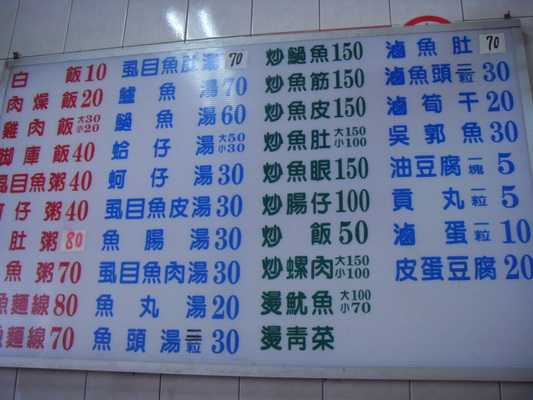 白飯10
肉燥飯20
雞肉飯大30小20
御庫飯40
目魚粥40
仔粥40
肚粥80
魚粥70
魚麵線80
魚麵線70
虱目魚肚湯70
鱸魚湯70
鮏魚湯60
蛤仔湯大50小30
蚵仔湯30
虱目魚皮湯30
魚腸湯30
虱目魚肉湯30
魚丸湯20
魚頭湯二粒30
炒魚150
炒魚筋150
炒魚皮150
炒魚肚大150小100
炒魚眼150
炒腸仔100
炒飯50
炒螺肉大150小100
燙魷魚大100小70
燙青菜
滷魚肚70
滷魚頭二粒30
滷筍干20
吳郭魚30
油豆腐一塊5
貢丸一粒5
滷蛋一粒10
皮蛋豆腐20